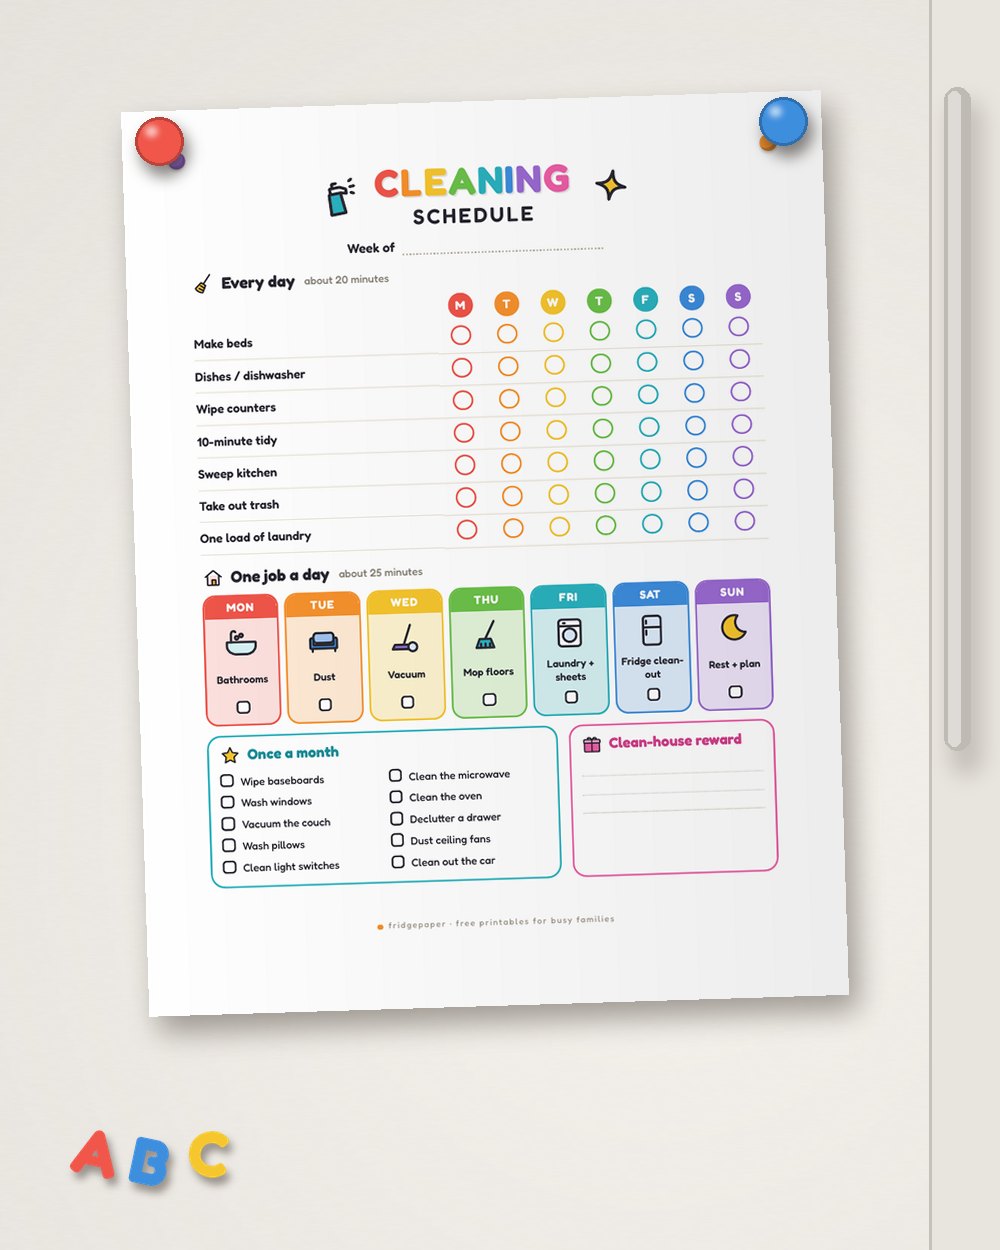 CLEANING
SCHEDULE
Week of
Every day about 20 minutes
M T W T F S S
Make beds
Dishes / dishwasher
Wipe counters
10-minute tidy
Sweep kitchen
Take out trash
One load of laundry
One job a day about 25 minutes
MON TUE WED THU FRI SAT SUN
Bathrooms
Dust
Vacuum
Mop floors
Laundry +
sheets
Fridge clean-
out
Rest + plan
Once a month
Wipe baseboards
Wash windows
Vacuum the couch
Wash pillows
Clean light switches
Clean the microwave
Clean the oven
Declutter a drawer
Dust ceiling fans
Clean out the car
Clean-house reward
fridgepaper · free printables for busy families
A B C